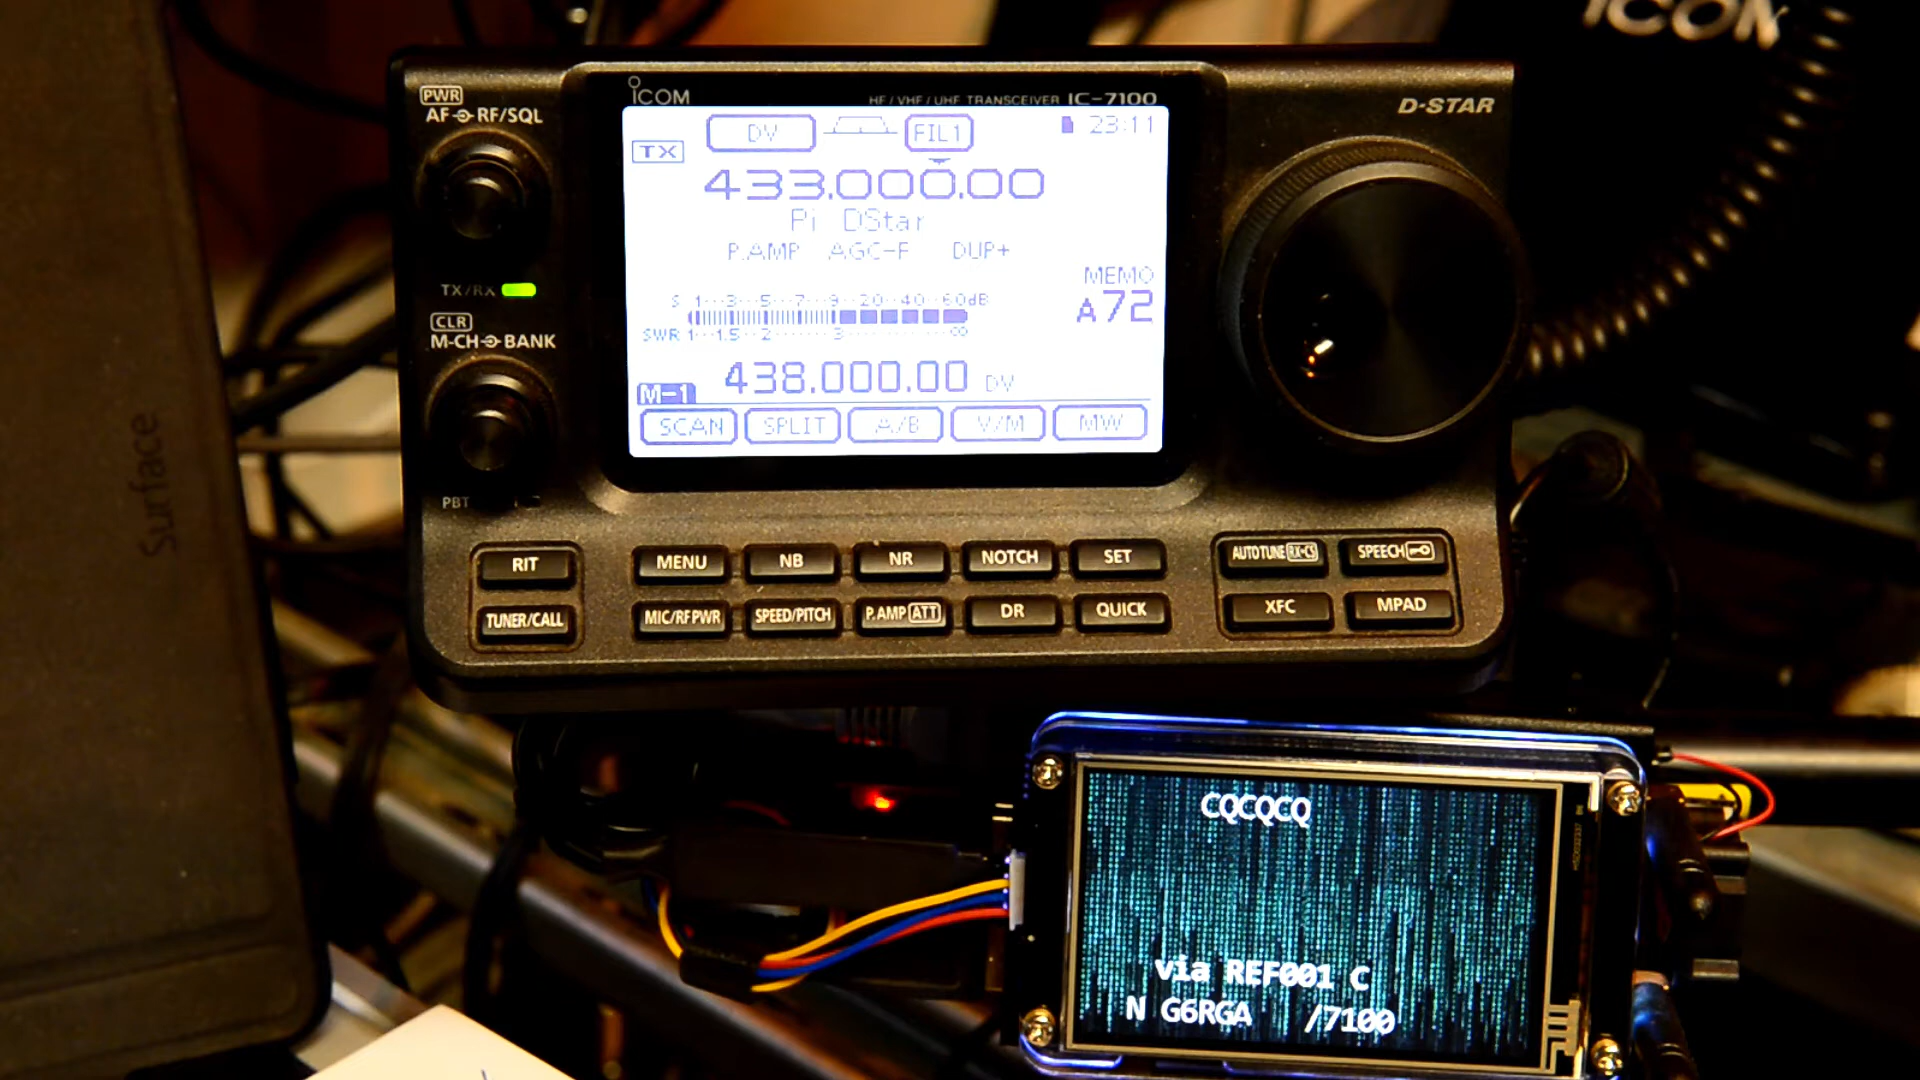 ICOM
PWR
AF RF/SQL
ICOM
HF/VHF/UHF TRANSCEIVER IC-7100
D-STAR
DV
FIL1
23:11
TX
433.000.00
Pi DStar
P.AMP AGC-F DUP+
MEMO
A72
TX/RX
S 1 3 5 7 9 20 40 60dB
SWR 1 1.5 2 3 ∞
CLR
M-CH BANK
438.000.00 DV
M-1
SCAN SPLIT A/B V/M MW
Surface
PBT
RIT
MENU NB NR NOTCH SET
AUTOTUNE RX-CS SPEECH
TUNER/CALL
MIC/RF PWR SPEED/PITCH P.AMP ATT DR QUICK
XFC MPAD
CQCQCQ
via REF001 C
N G6RGA /7100